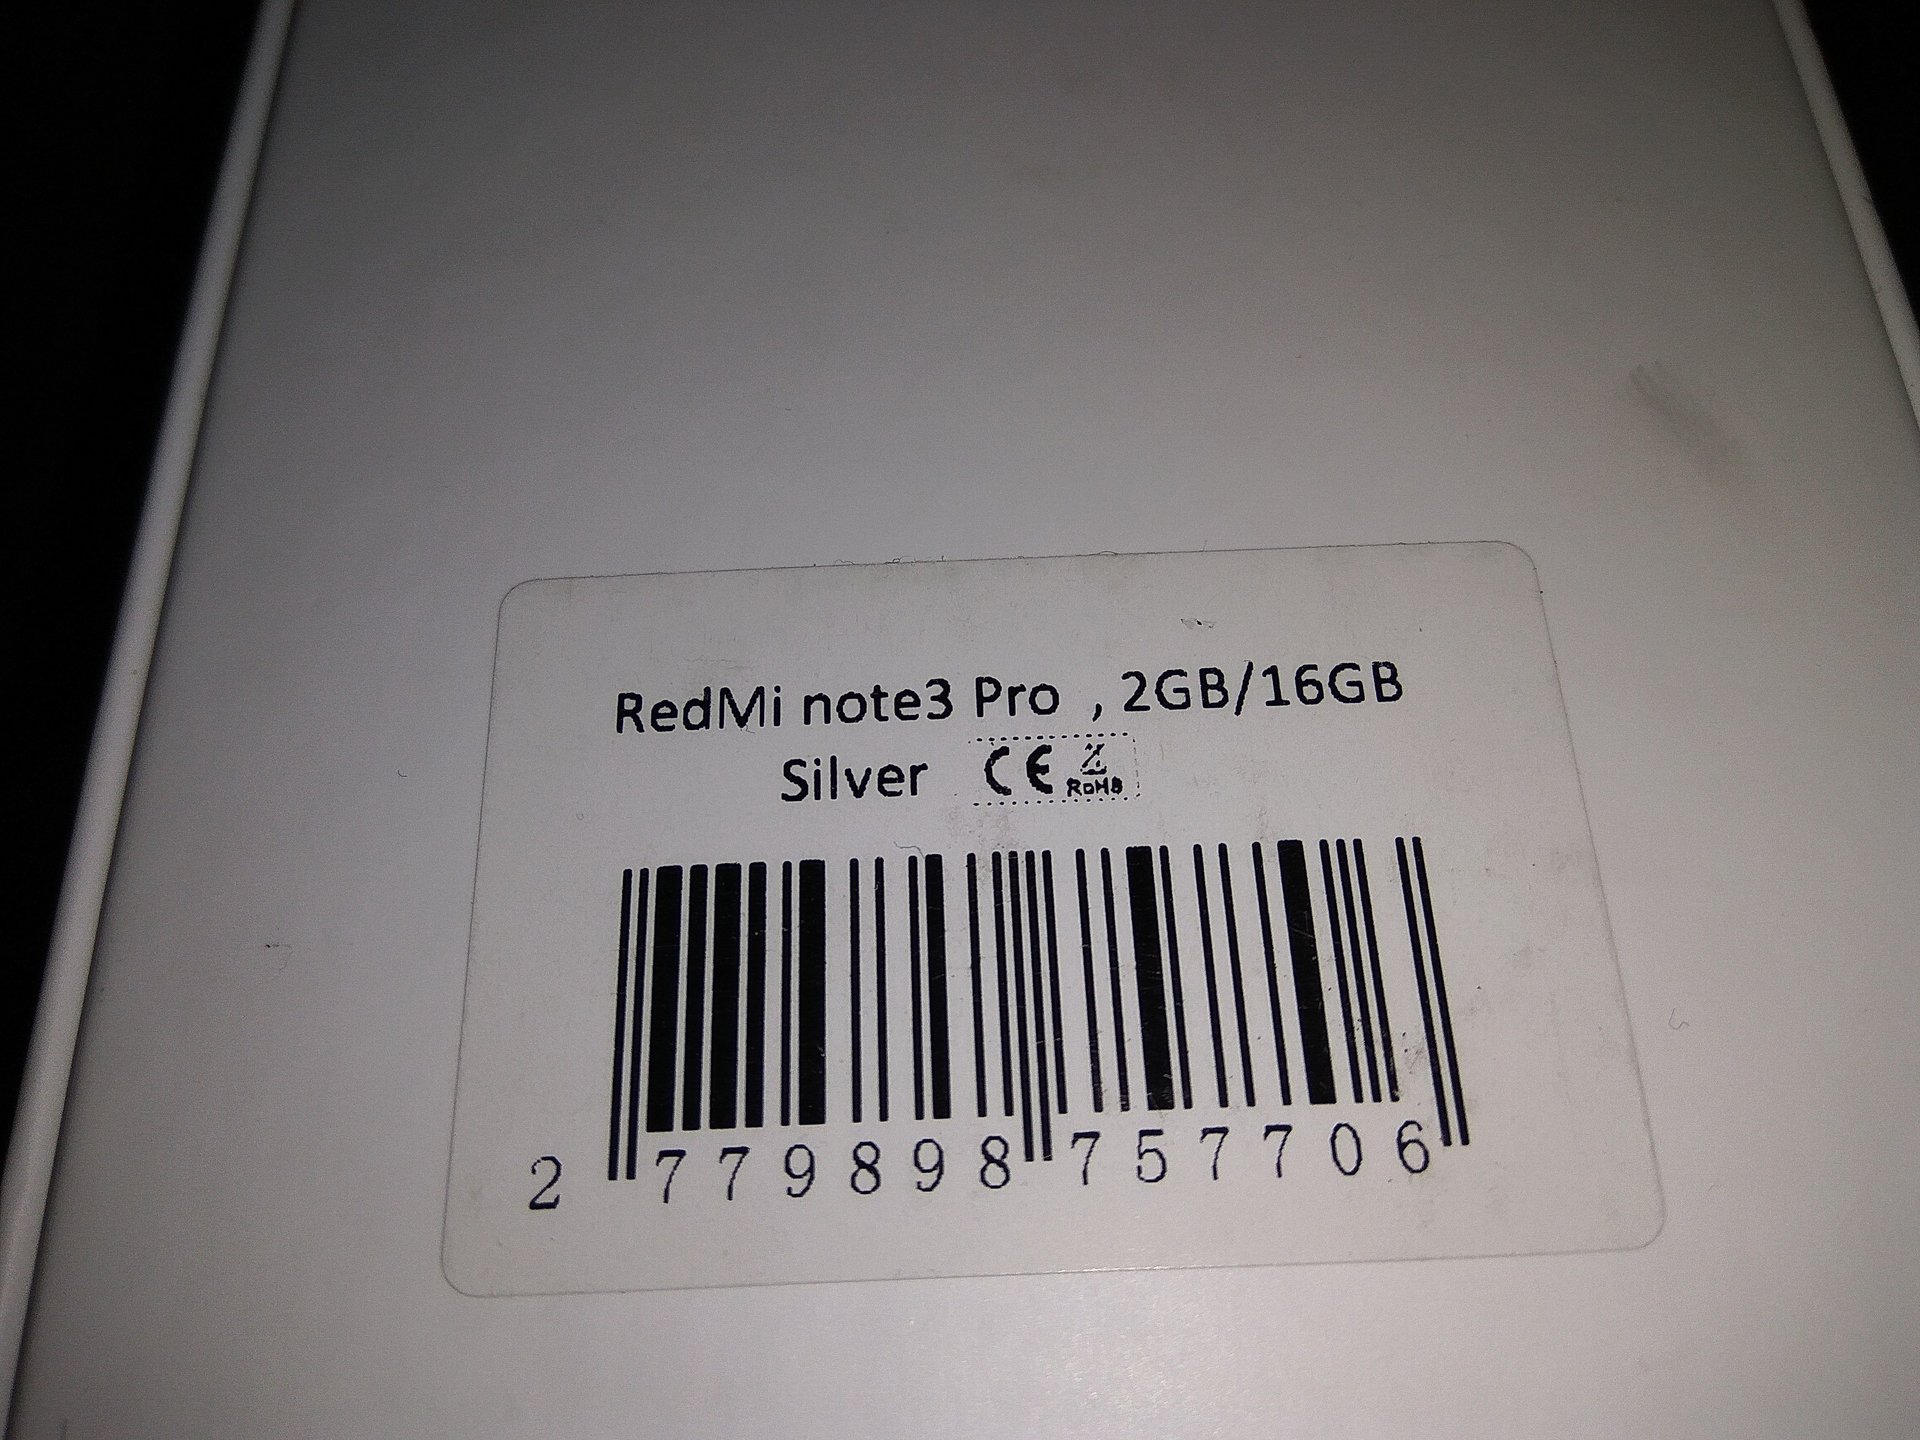 RedMi note3 Pro , 2GB/16GB
Silver CE RoHS
2 779898 757706